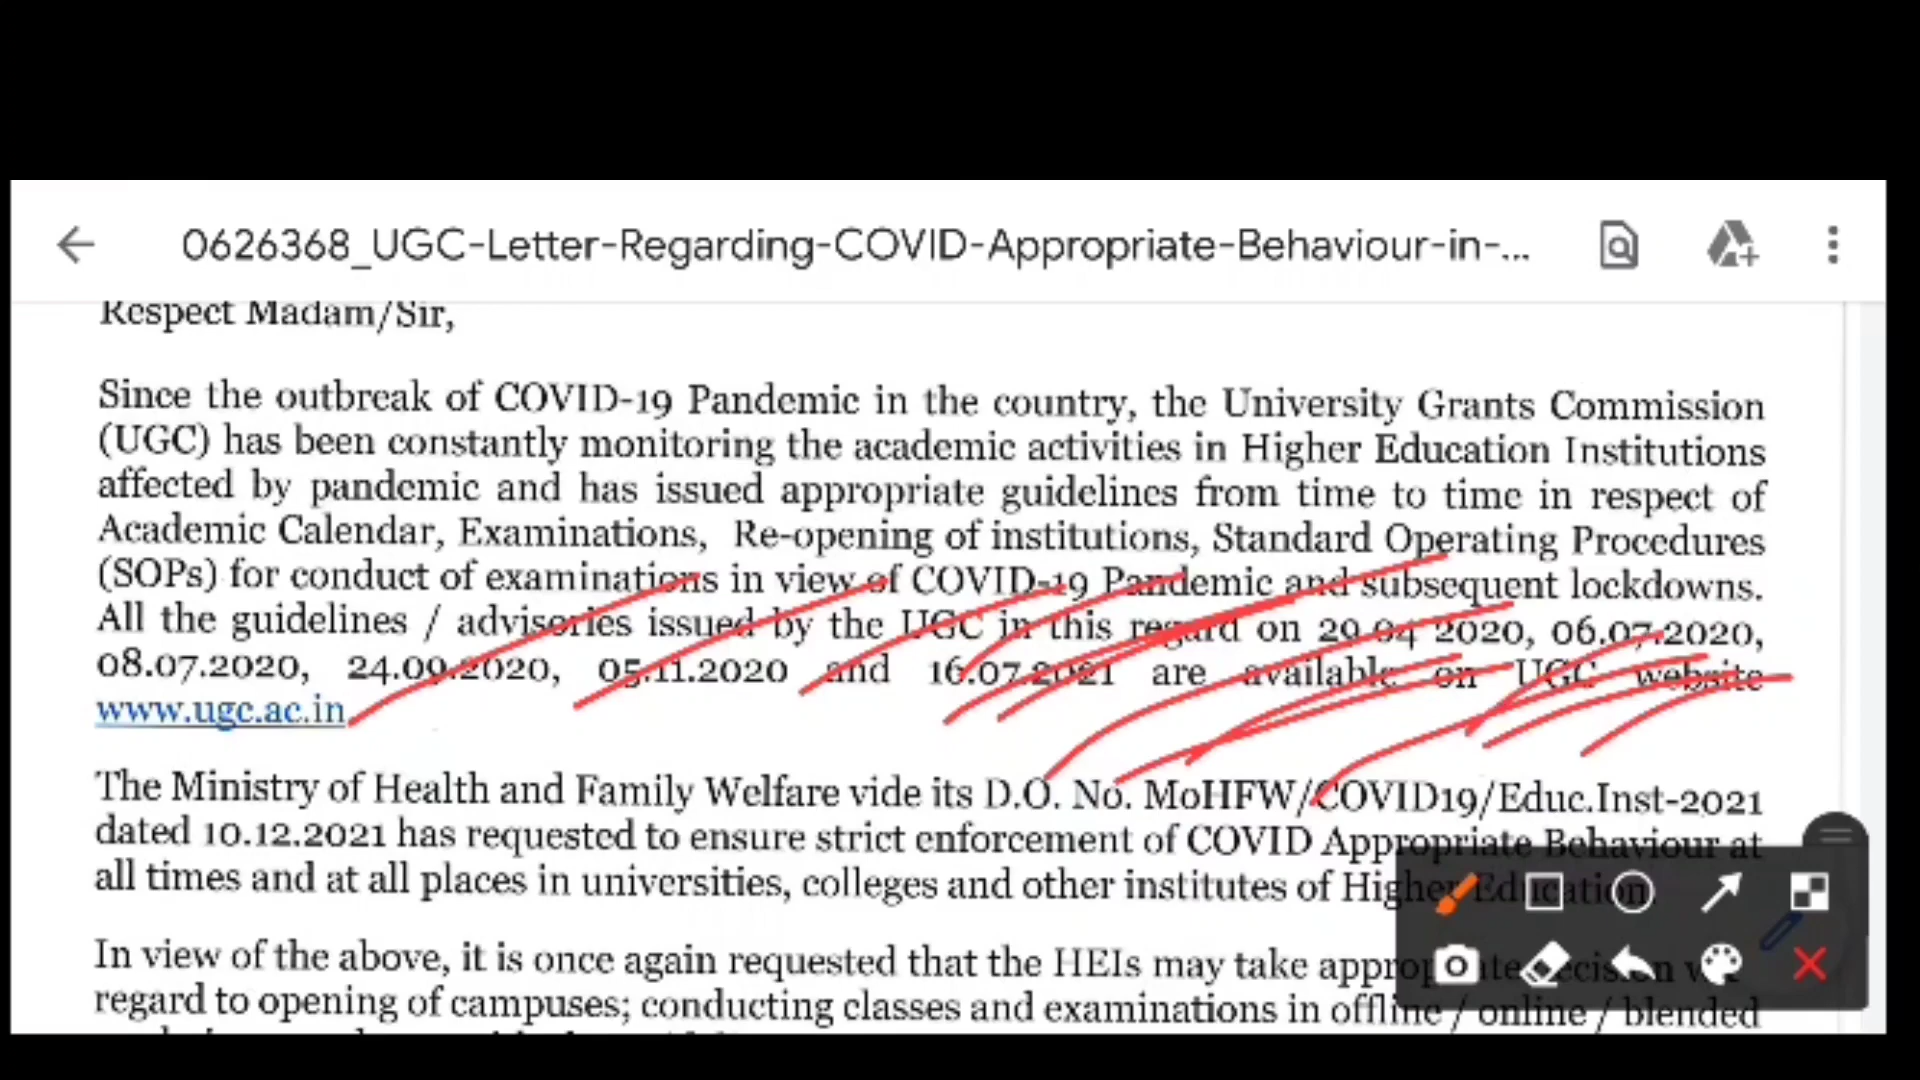 0626368_UGC-Letter-Regarding-COVID-Appropriate-Behaviour-in-...
Respect Madam/Sir,
Since the outbreak of COVID-19 Pandemic in the country, the University Grants Commission
(UGC) has been constantly monitoring the academic activities in Higher Education Institutions
affected by pandemic and has issued appropriate guidelines from time to time in respect of
Academic Calendar, Examinations, Re-opening of institutions, Standard Operating Procedures
(SOPs) for conduct of examinations in view of COVID-19 Pandemic and subsequent lockdowns.
All the guidelines / advisories issued by the UGC in this regard on 29.04 2020, 06.07.2020,
08.07.2020, 24.09.2020, 05.11.2020 and 16.07.2021 are available on UGC website
www.ugc.ac.in
The Ministry of Health and Family Welfare vide its D.O. No. MoHFW/COVID19/Educ.Inst-2021
dated 10.12.2021 has requested to ensure strict enforcement of COVID Appropriate Behaviour at
all times and at all places in universities, colleges and other institutes of Higher Education.
In view of the above, it is once again requested that the HEIs may take appropriate decision
regard to opening of campuses; conducting classes and examinations in offline / online / blended